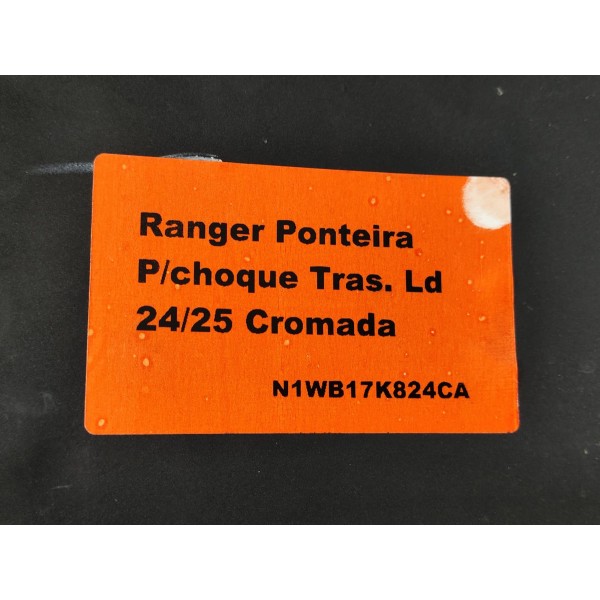 Ranger Ponteira
P/choque Tras. Ld
24/25 Cromada
N1WB17K824CA